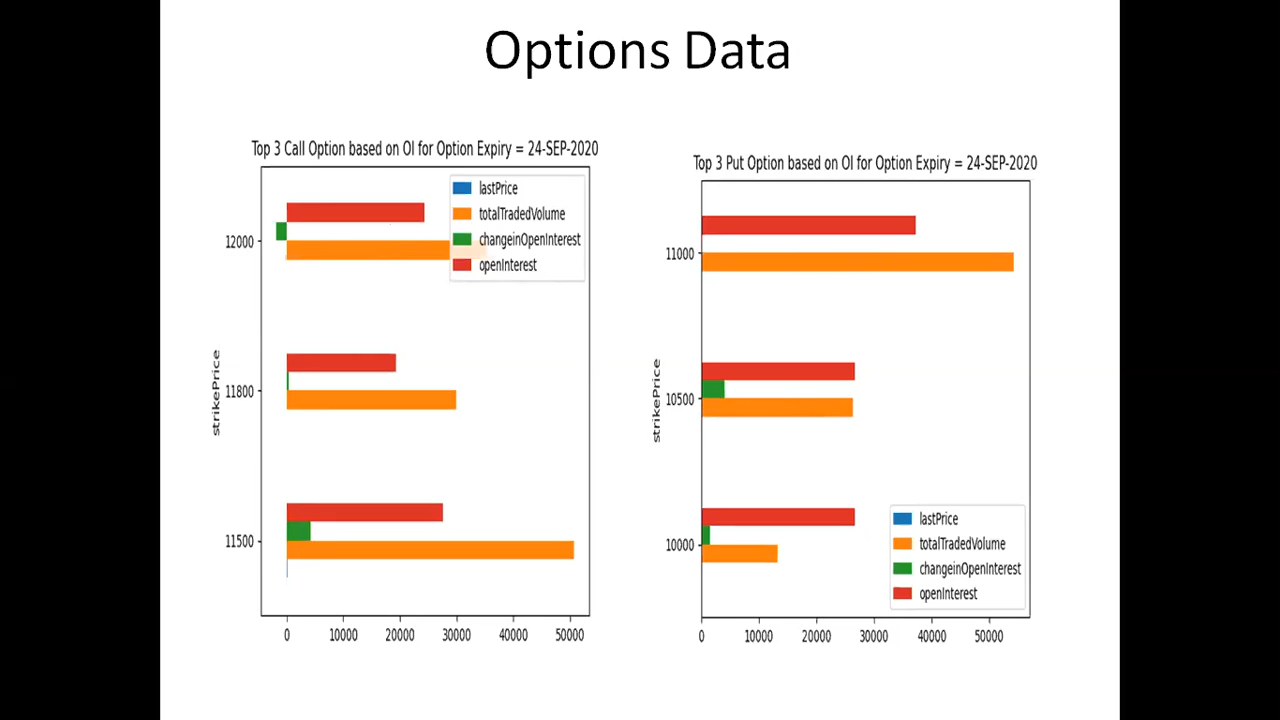 Options Data
Top 3 Call Option based on OI for Option Expiry = 24-SEP-2020
lastPrice
totalTradedVolume
changeinOpenInterest
openInterest
12000
11800
11500
strikePrice
0 10000 20000 30000 40000 50000
Top 3 Put Option based on OI for Option Expiry = 24-SEP-2020
11000
10500
10000
strikePrice
lastPrice
totalTradedVolume
changeinOpenInterest
openInterest
0 10000 20000 30000 40000 50000